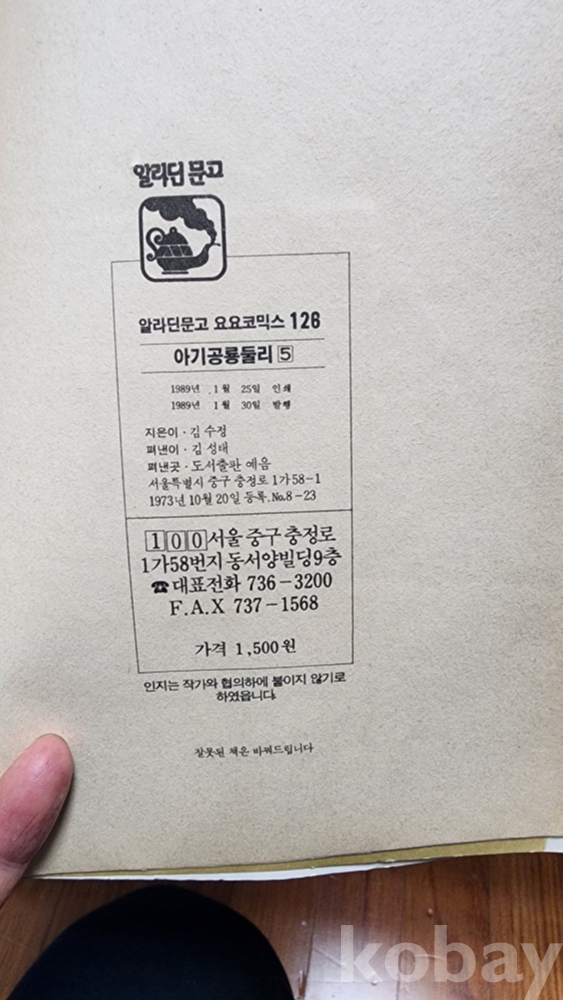 알라딘 문고
알라딘문고 요요코믹스 126
아기공룡둘리 5
1989년 1월 25일 인쇄
1989년 1월 30일 발행
지은이·김수정
펴낸이·김성태
펴낸곳·도서출판 예음
서울특별시 중구 충정로 1가 58-1
1973년 10월 20일 등록. No.8-23
100 서울 중구 충정로
1가58번지 동서양빌딩9층
☎대표전화 736-3200
F.A.X 737-1568
가격 1,500원
인지는 작가와 협의하에 붙이지 않기로
하였읍니다.
잘못된 책은 바꿔드립니다
kobay